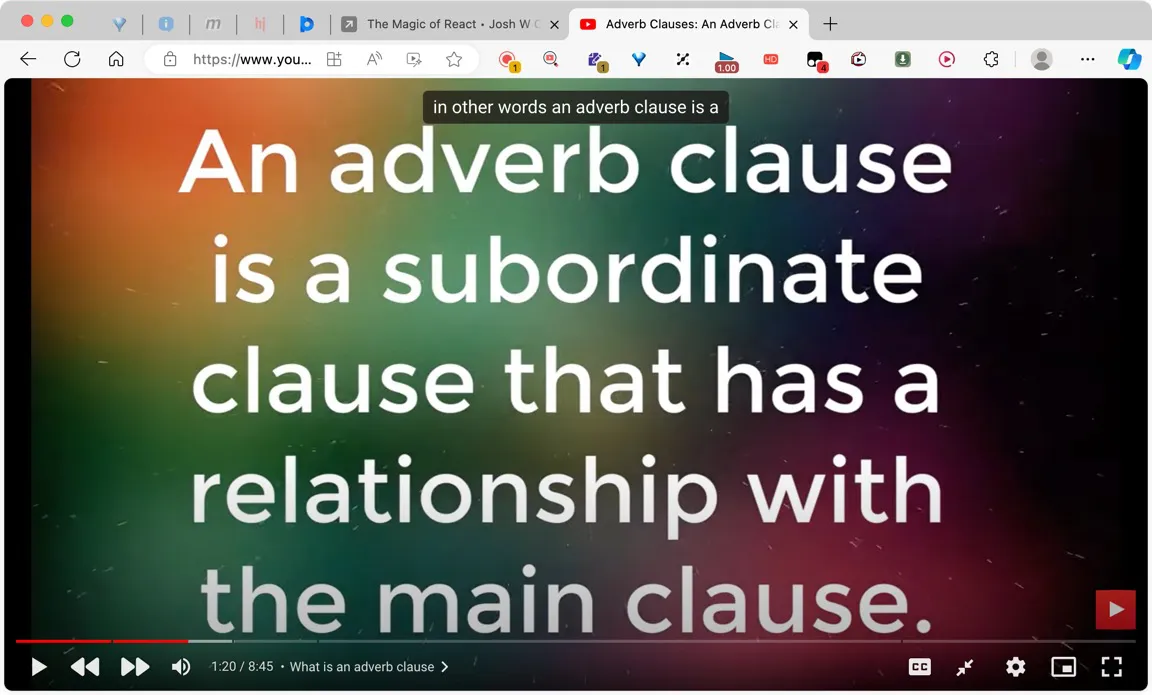 m
hj
The Magic of React • Josh W C
Adverb Clauses: An Adverb Cl
https://www.you...
1
1
1.00
HD
4
in other words an adverb clause is a
An adverb clause
is a subordinate
clause that has a
relationship with
the main clause.
1:20 / 8:45 • What is an adverb clause
CC